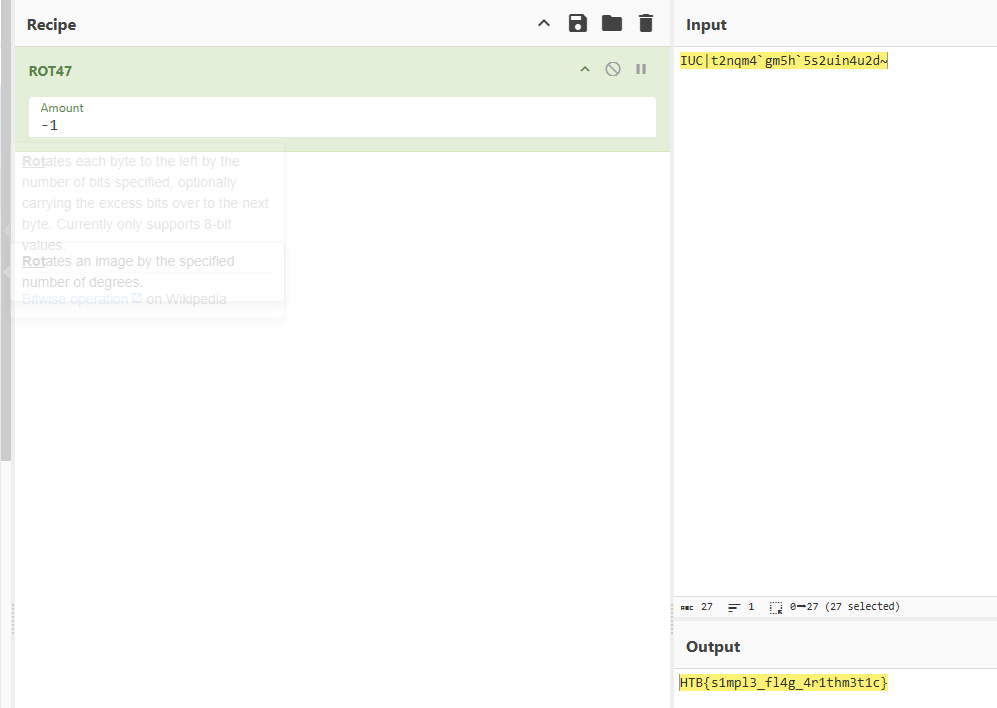 Recipe
ROT47
Amount
-1
Rotates each byte to the left by the
number of bits specified, optionally
carrying the excess bits over to the next
byte. Currently only supports 8-bit
values.
Rotates an image by the specified
number of degrees.
Bitwise operation on Wikipedia
Input
IUC|t2nqm4`gm5h`5s2uin4u2d~
ABC 27 1 0→27 (27 selected)
Output
HTB{s1mpl3_fl4g_4r1thm3t1c}